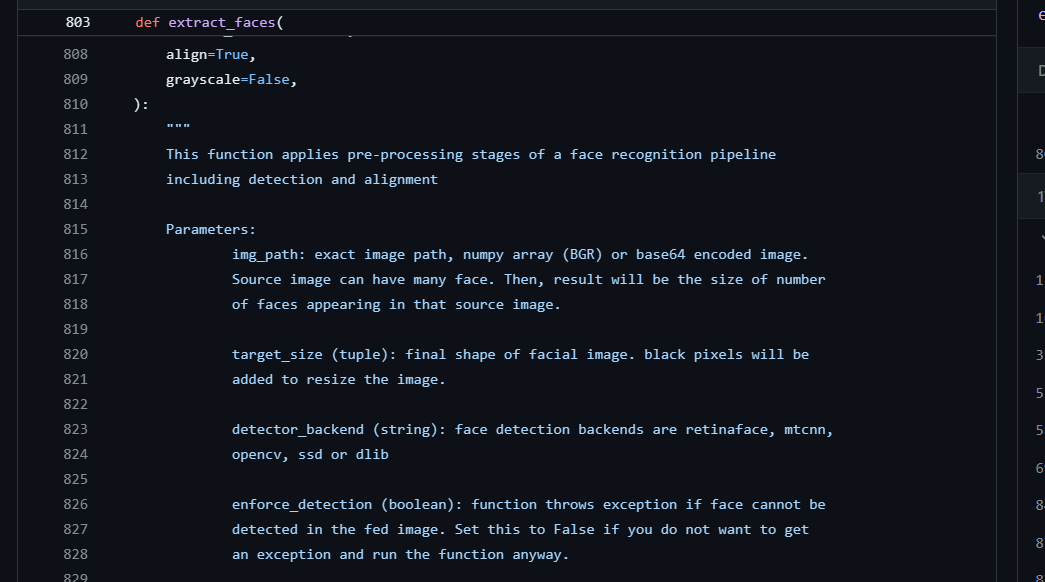 803 def extract_faces(
808 align=True,
809 grayscale=False,
810 ):
811 """
812 This function applies pre-processing stages of a face recognition pipeline
813 including detection and alignment
814
815 Parameters:
816 img_path: exact image path, numpy array (BGR) or base64 encoded image.
817 Source image can have many face. Then, result will be the size of number
818 of faces appearing in that source image.
819
820 target_size (tuple): final shape of facial image. black pixels will be
821 added to resize the image.
822
823 detector_backend (string): face detection backends are retinaface, mtcnn,
824 opencv, ssd or dlib
825
826 enforce_detection (boolean): function throws exception if face cannot be
827 detected in the fed image. Set this to False if you do not want to get
828 an exception and run the function anyway.
829